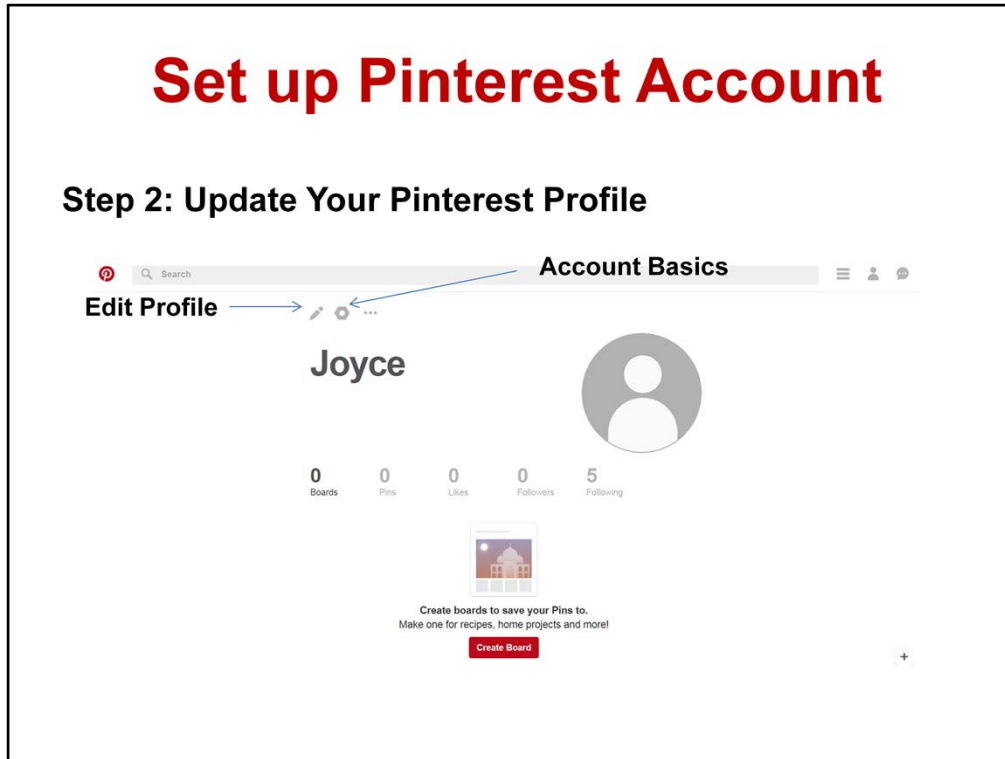 Set up Pinterest Account
Step 2: Update Your Pinterest Profile
Search
Account Basics
Edit Profile
Joyce
0 0 0 0 5
Boards Pins Likes Followers Following
Create boards to save your Pins to.
Make one for recipes, home projects and more!
Create Board